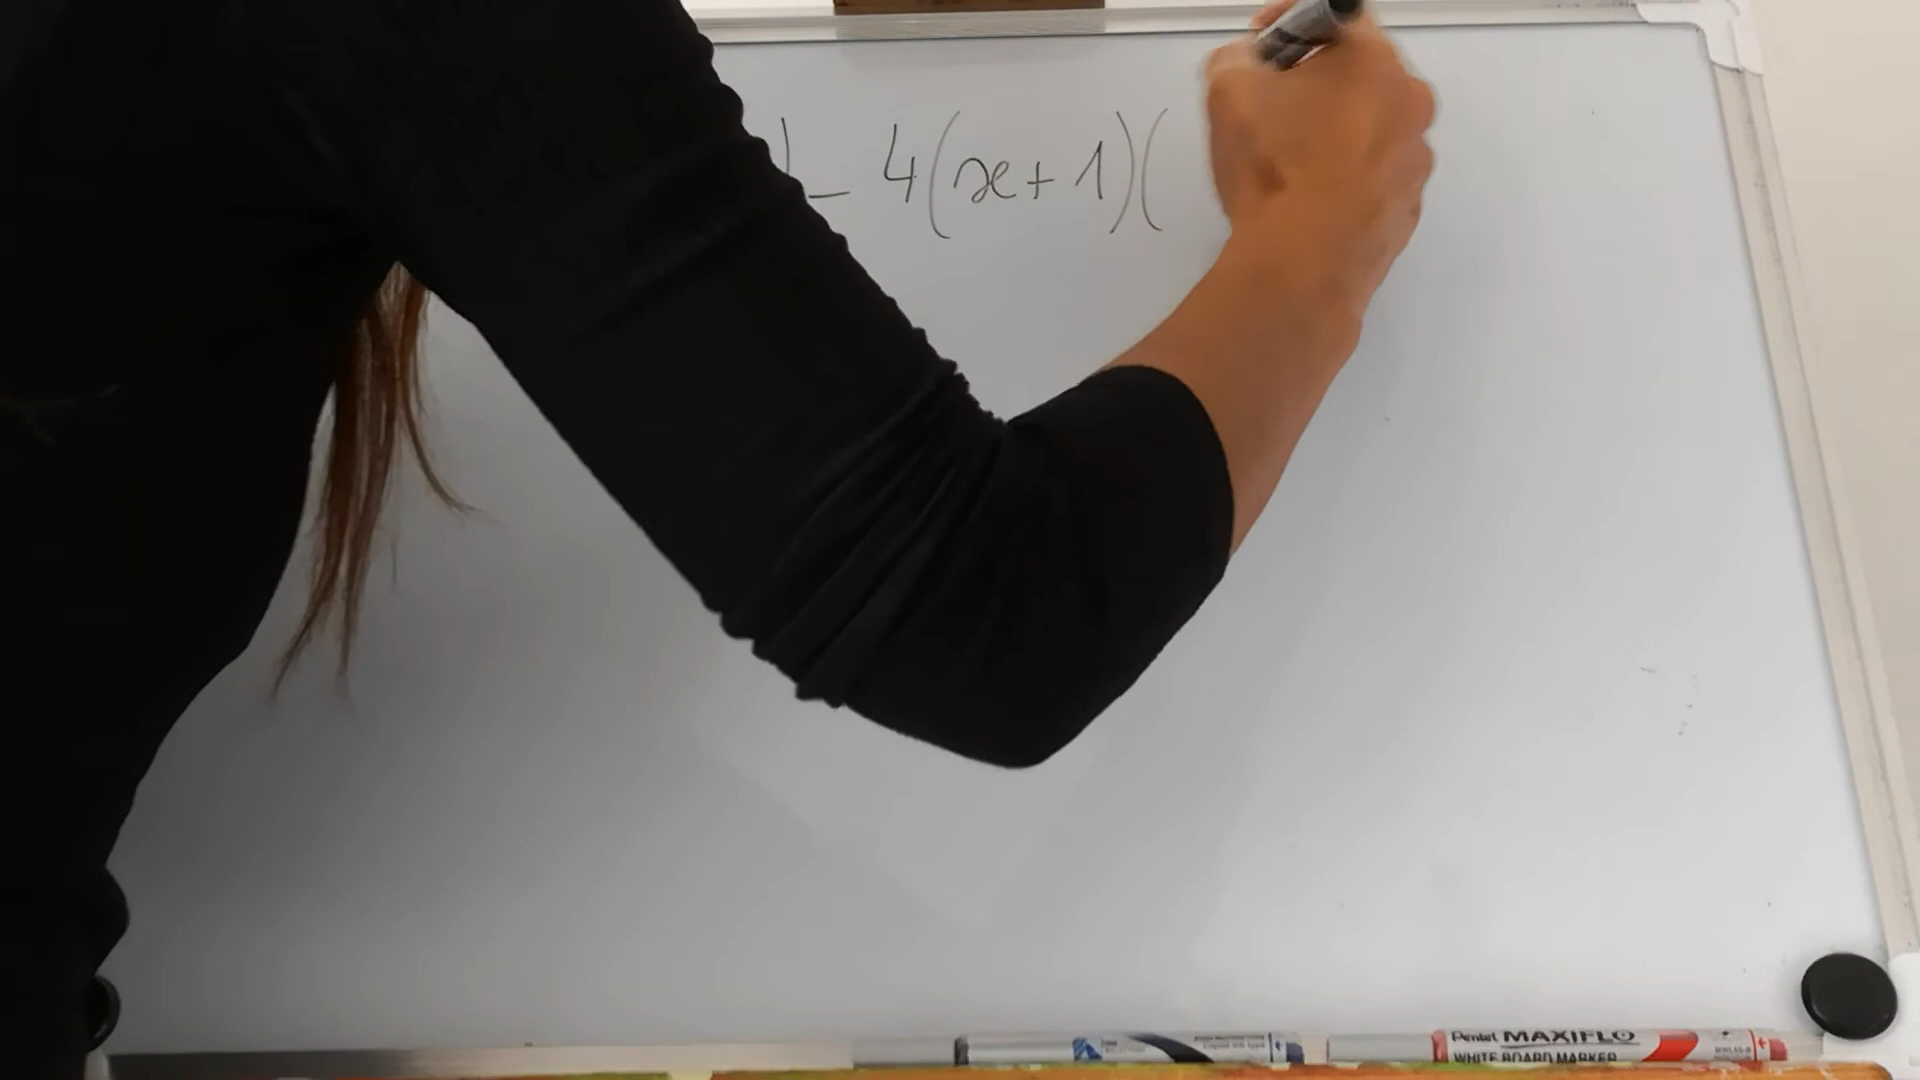 ) - 4(x+1)(
Pentel MAXIFLO
WHITE BOARD MARKER